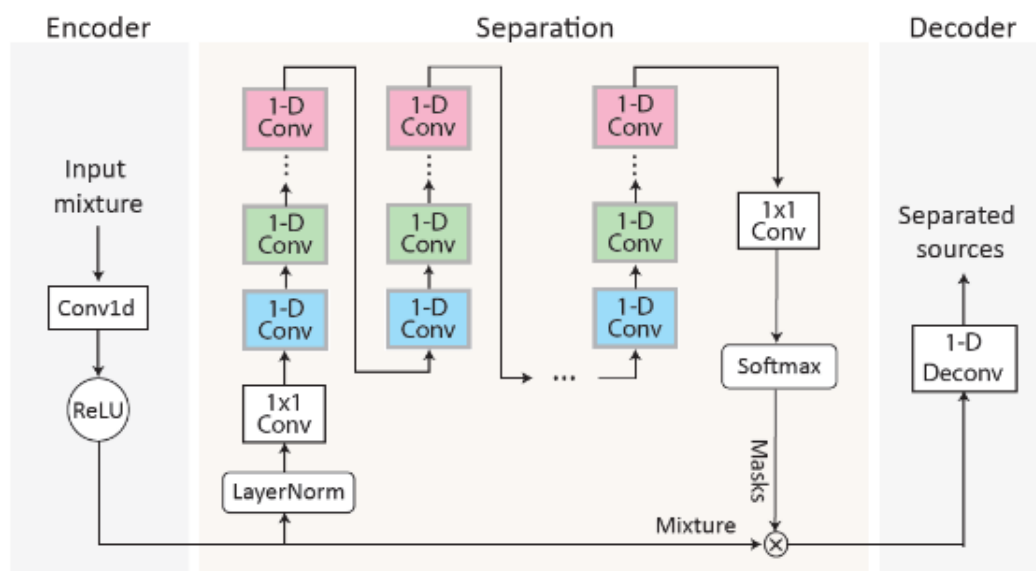 Encoder
Separation
Decoder
Input
mixture
Conv1d
ReLU
1-D
Conv
1-D
Conv
1-D
Conv
1x1
Conv
LayerNorm
1-D
Conv
1-D
Conv
1-D
Conv
...
1-D
Conv
1-D
Conv
1-D
Conv
1x1
Conv
Softmax
Masks
Mixture
Separated
sources
1-D
Deconv